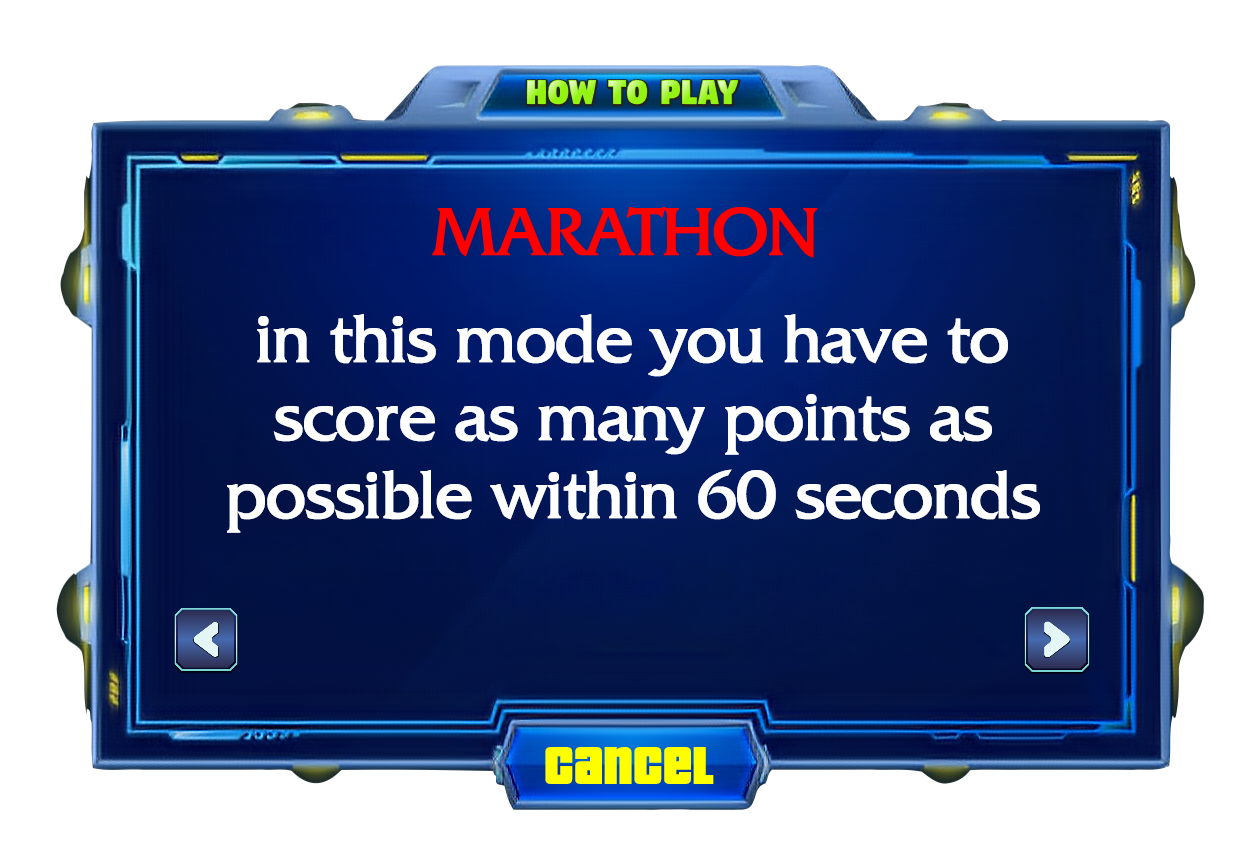 HOW TO PLAY
MARATHON
in this mode you have to
score as many points as
possible within 60 seconds
CANCEL